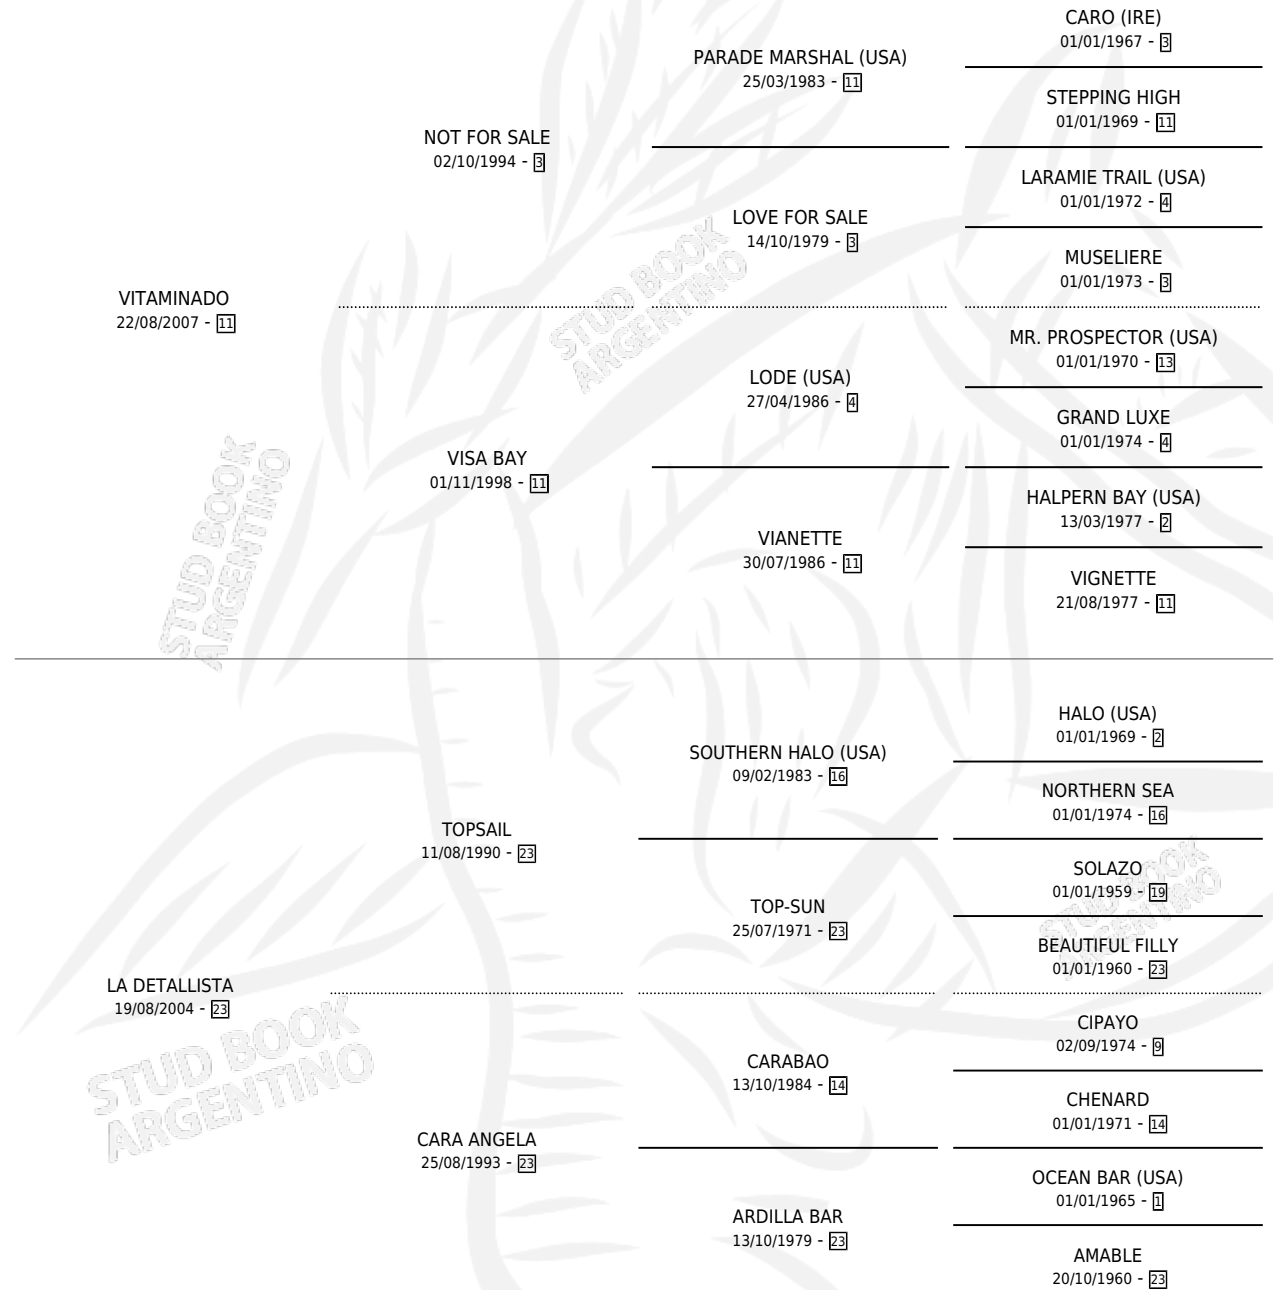 CARO (IRE)
01/01/1967 - 3
PARADE MARSHAL (USA)
25/03/1983 - 11
STEPPING HIGH
01/01/1969 - 11
NOT FOR SALE
02/10/1994 - 3
LARAMIE TRAIL (USA)
01/01/1972 - 4
LOVE FOR SALE
14/10/1979 - 3
MUSELIERE
01/01/1973 - 3
VITAMINADO
22/08/2007 - 11
MR. PROSPECTOR (USA)
01/01/1970 - 13
LODE (USA)
27/04/1986 - 4
GRAND LUXE
01/01/1974 - 4
VISA BAY
01/11/1998 - 11
HALPERN BAY (USA)
13/03/1977 - 2
VIANETTE
30/07/1986 - 11
VIGNETTE
21/08/1977 - 11
HALO (USA)
01/01/1969 - 2
SOUTHERN HALO (USA)
09/02/1983 - 16
NORTHERN SEA
01/01/1974 - 16
TOPSAIL
11/08/1990 - 23
SOLAZO
01/01/1959 - 19
TOP-SUN
25/07/1971 - 23
BEAUTIFUL FILLY
01/01/1960 - 23
LA DETALLISTA
19/08/2004 - 23
CIPAYO
02/09/1974 - 9
CARABAO
13/10/1984 - 14
CHENARD
01/01/1971 - 14
CARA ANGELA
25/08/1993 - 23
OCEAN BAR (USA)
01/01/1965 - 1
ARDILLA BAR
13/10/1979 - 23
AMABLE
20/10/1960 - 23
STUD BOOK
ARGENTINO
STUD BOOK
ARGENTINO
STUD BOOK
ARGENTINO
STUD BOOK
ARGENTINO